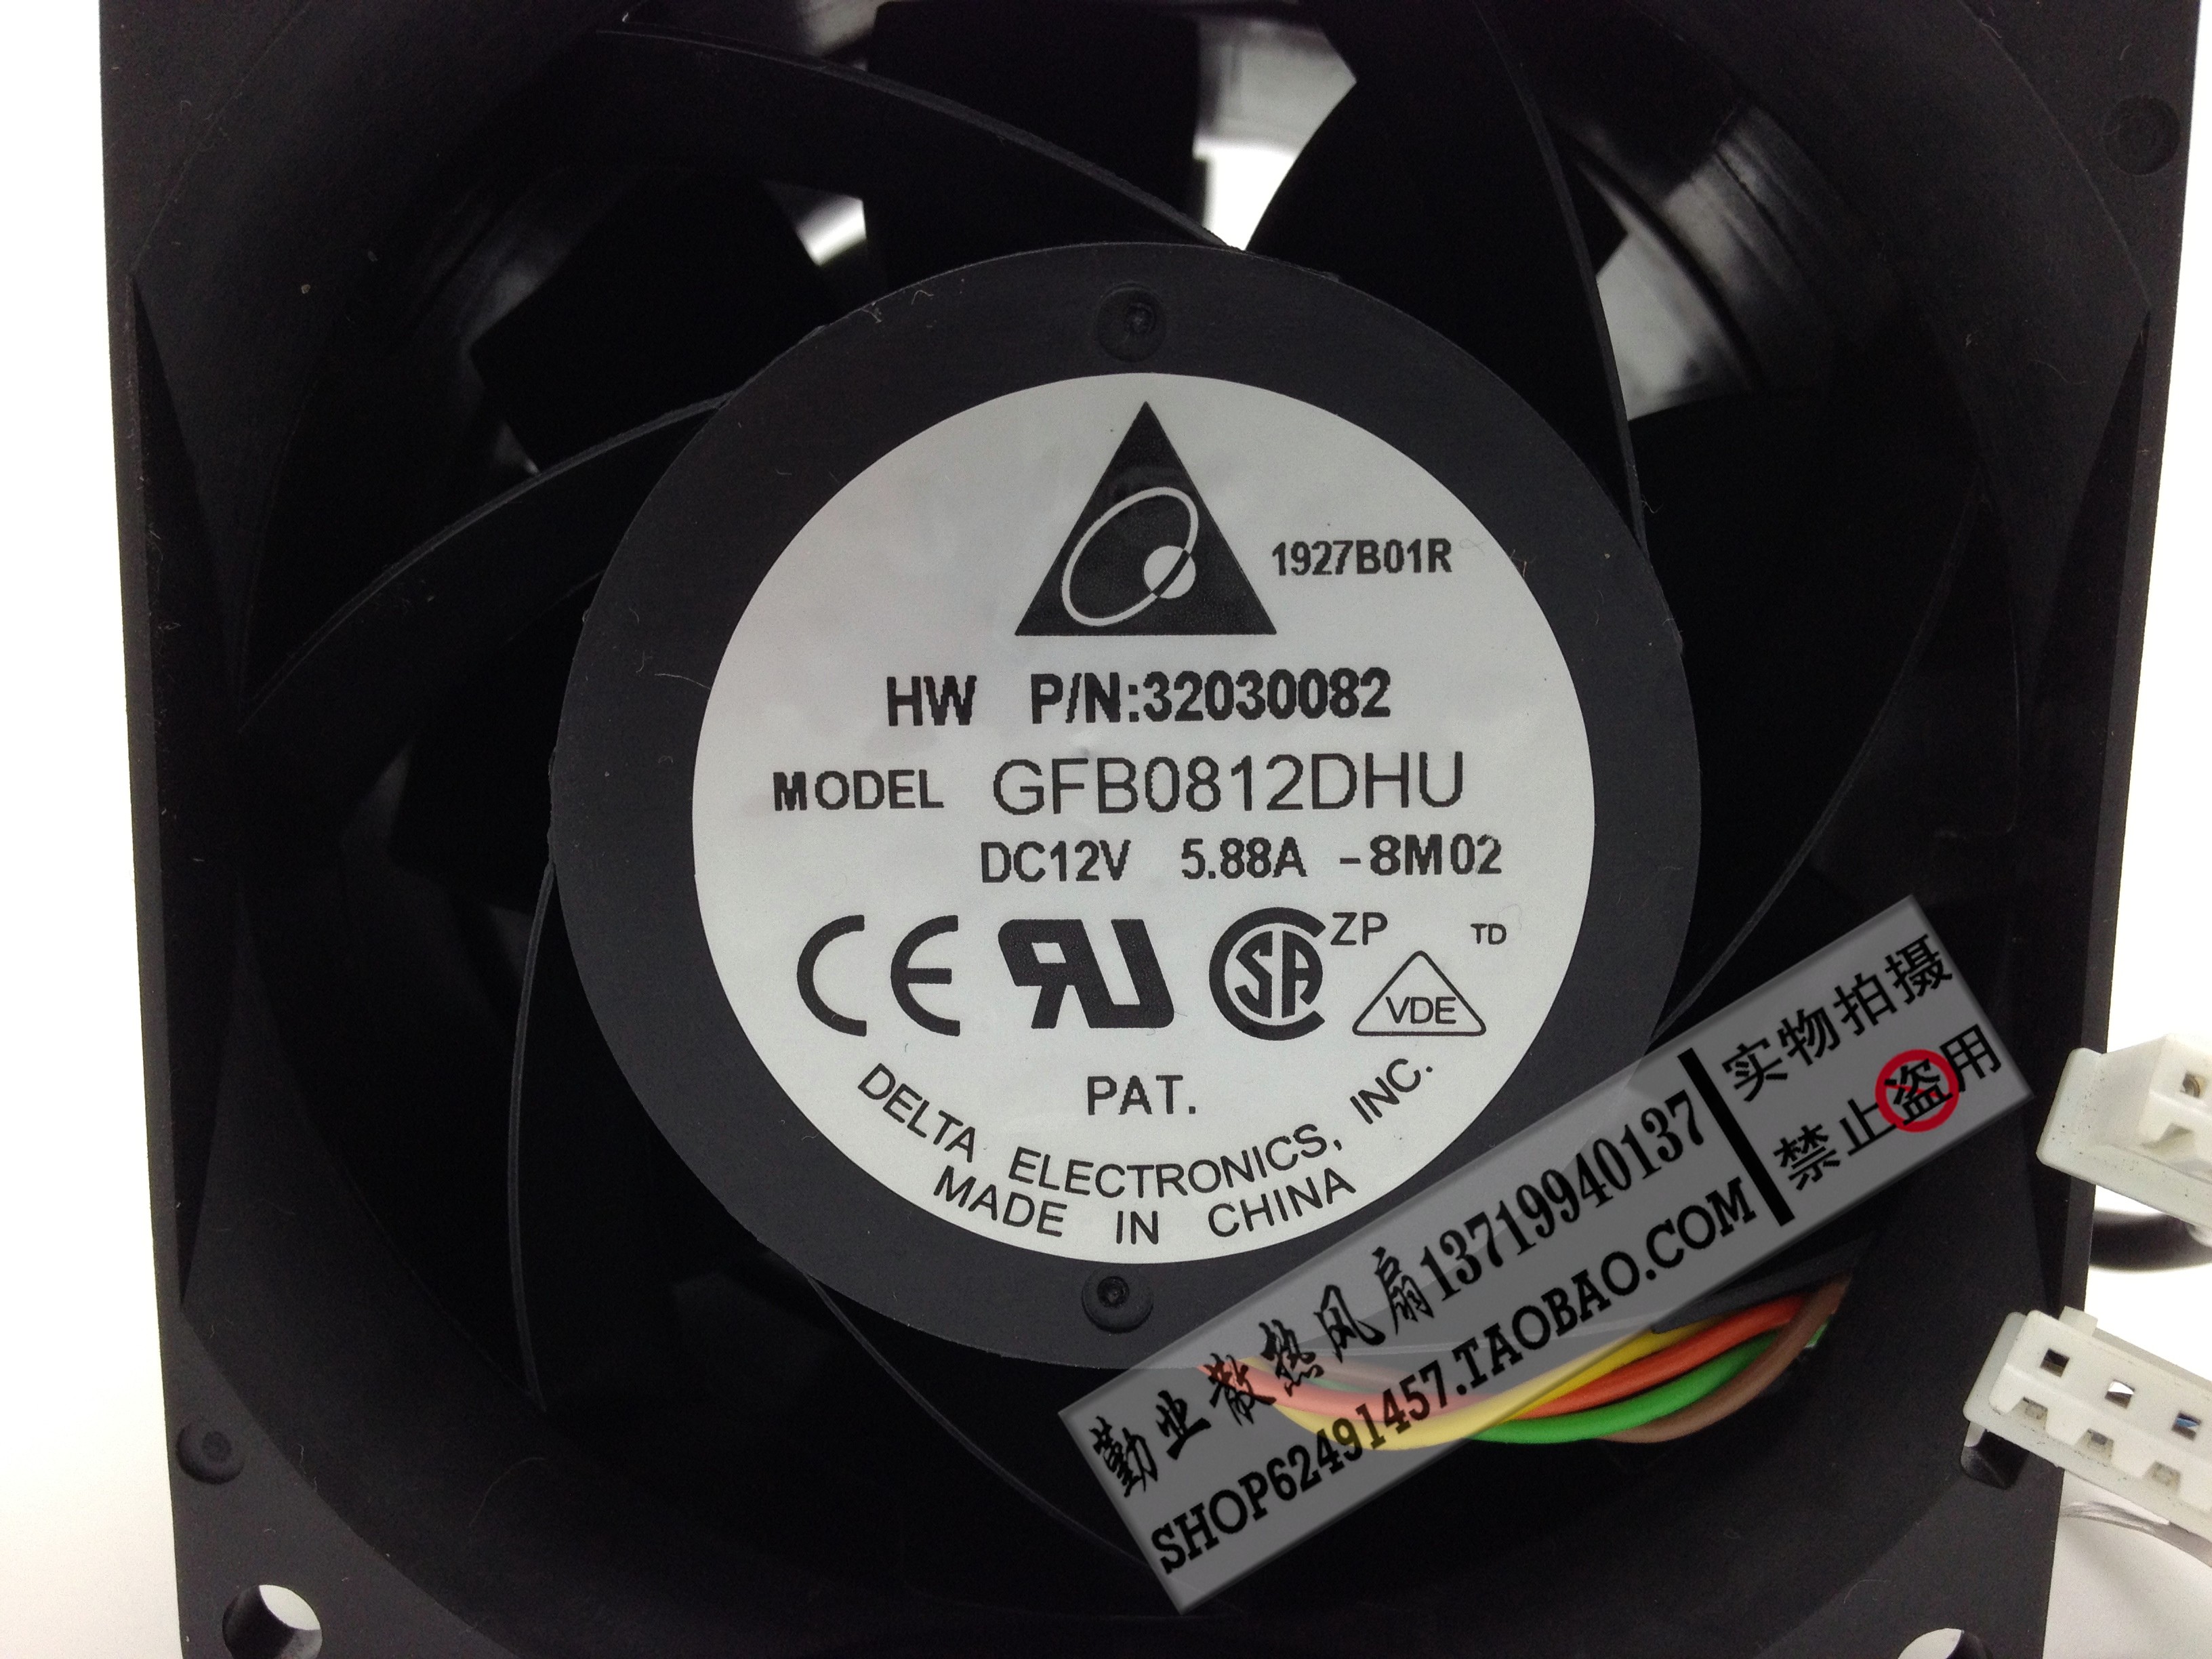 1927B01R
HW P/N:32030082
MODEL GFB0812DHU
DC12V 5.88A -8M02
CE RU SA ZP VDE TD
PAT.
DELTA ELECTRONICS, INC.
MADE IN CHINA
勤业散热风扇13719940137
SHOP62491457.TAOBAO.COM
实物拍摄
禁止盗用